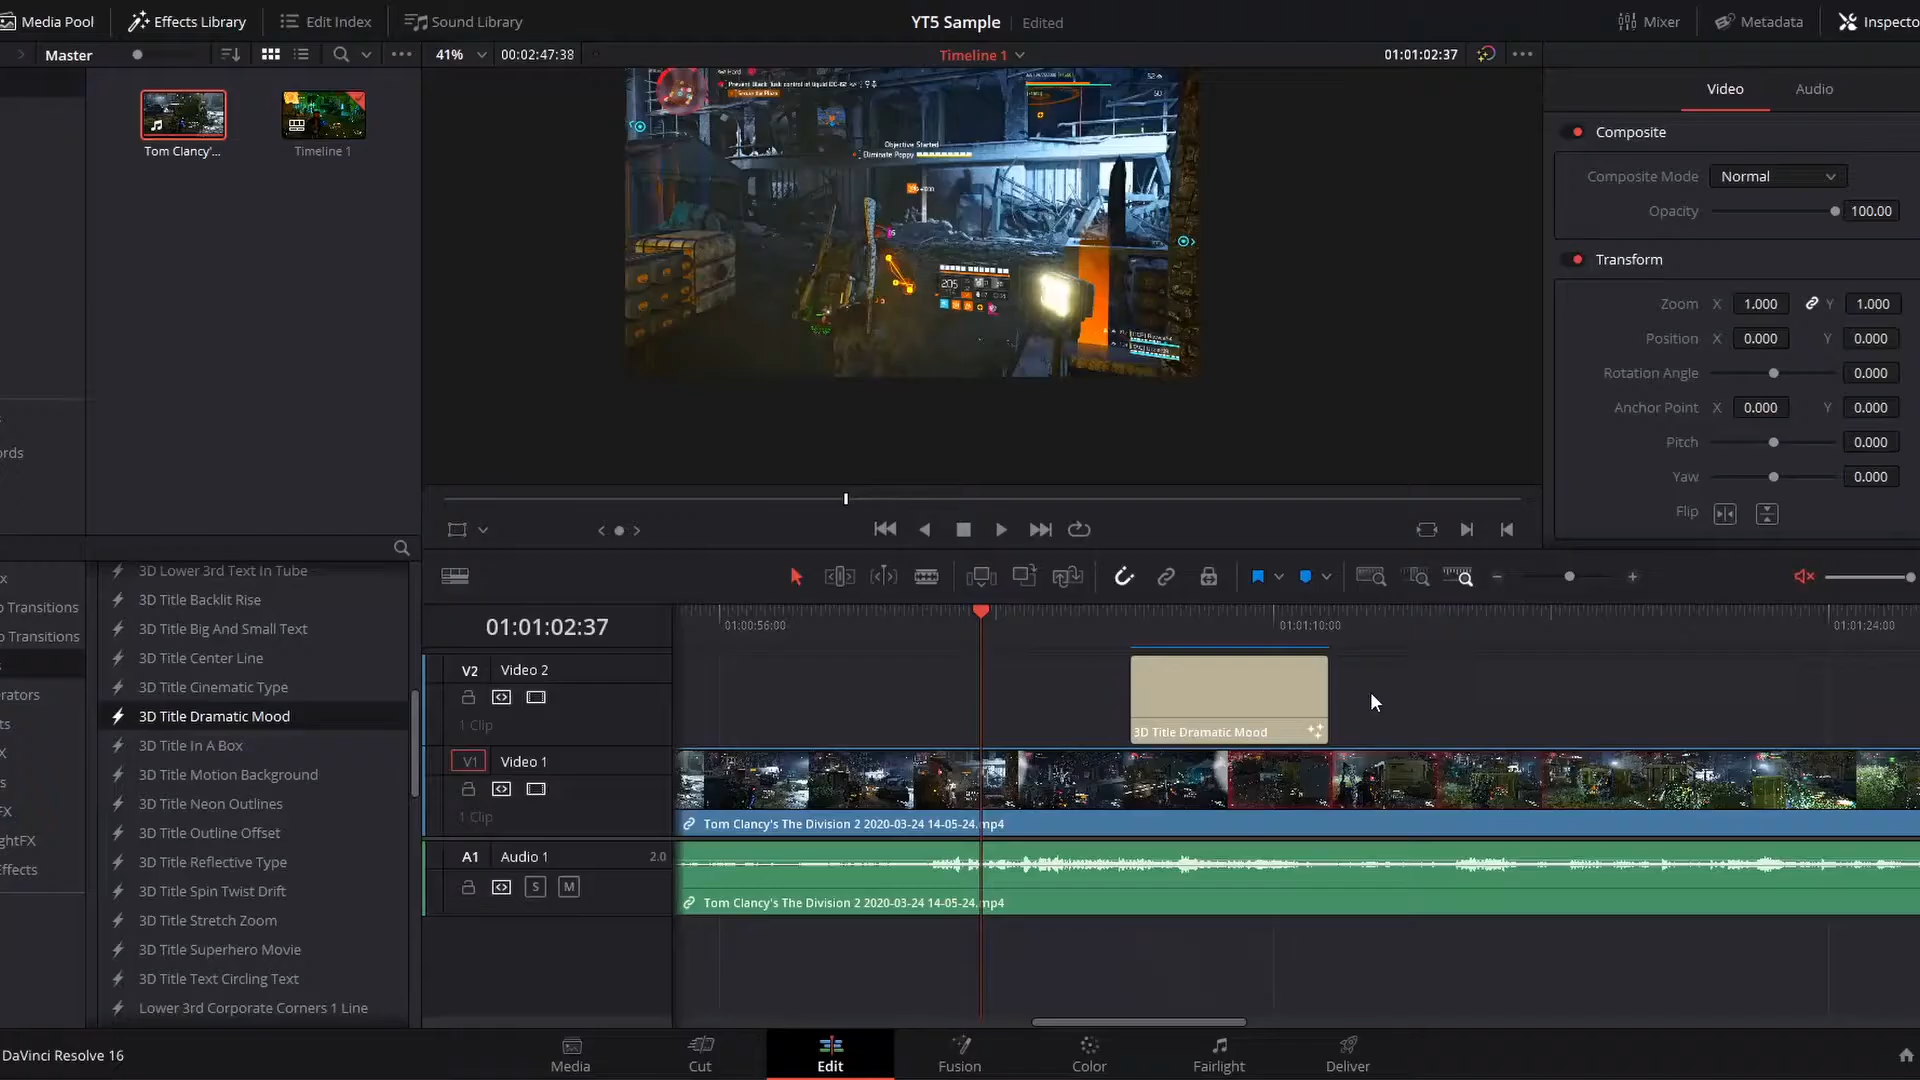 Media Pool
Effects Library
Edit Index
Sound Library
YT5 Sample
Edited
Mixer
Metadata
Inspecto
Master
41%
00:02:47:38
Timeline 1
01:01:02:37
Tom Clancy'...
Timeline 1
Objective Started
Eliminate Poppy
205
Video
Audio
Composite
Composite Mode
Normal
Opacity
100.00
Transform
Zoom
X
1.000
Y
1.000
Position
X
0.000
Y
0.000
Rotation Angle
0.000
Anchor Point
X
0.000
Y
0.000
Pitch
0.000
Yaw
0.000
Flip
ords
x
o Transitions
o Transitions
s
erators
ts
X
s
FX
ghtFX
Effects
3D Lower 3rd Text In Tube
3D Title Backlit Rise
3D Title Big And Small Text
3D Title Center Line
3D Title Cinematic Type
3D Title Dramatic Mood
3D Title In A Box
3D Title Motion Background
3D Title Neon Outlines
3D Title Outline Offset
3D Title Reflective Type
3D Title Spin Twist Drift
3D Title Stretch Zoom
3D Title Superhero Movie
3D Title Text Circling Text
Lower 3rd Corporate Corners 1 Line
01:01:02:37
01:00:56:00
01:01:10:00
01:01:24:00
V2
Video 2
1 Clip
3D Title Dramatic Mood
V1
Video 1
1 Clip
Tom Clancy's The Division 2 2020-03-24 14-05-24.mp4
A1
Audio 1
2.0
S
M
Tom Clancy's The Division 2 2020-03-24 14-05-24.mp4
DaVinci Resolve 16
Media
Cut
Edit
Fusion
Color
Fairlight
Deliver